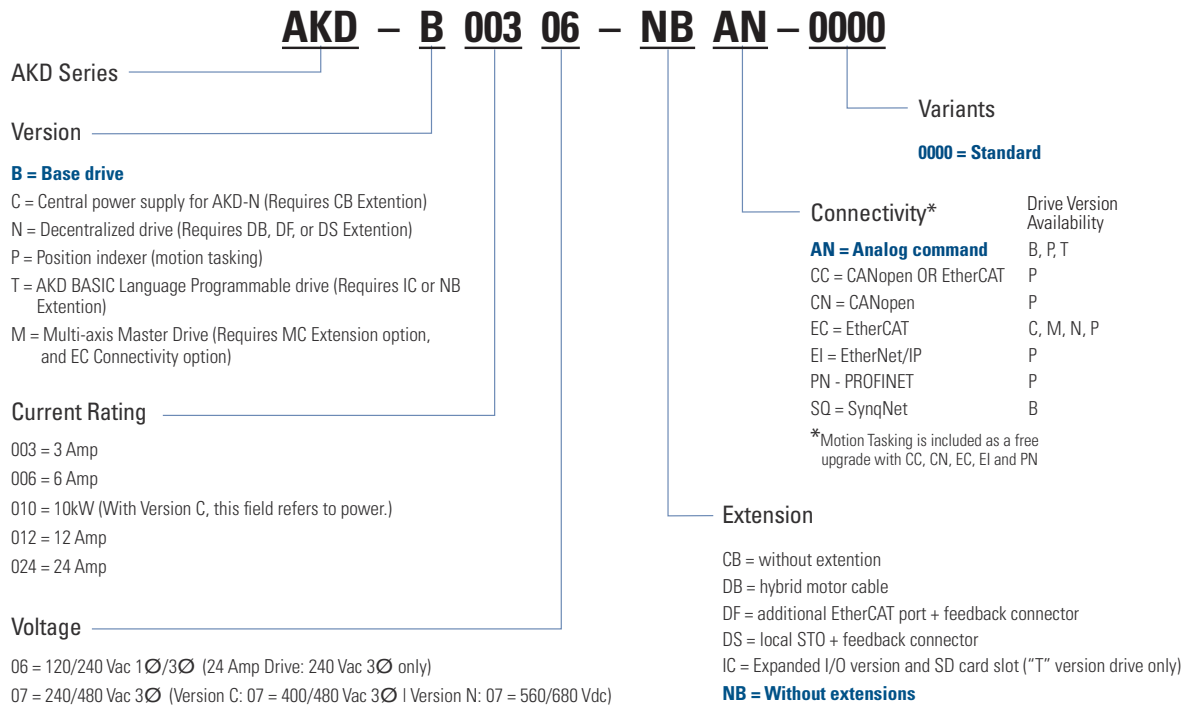 AKD – B 003 06 – NB AN – 0000
AKD Series
Version
B = Base drive
C = Central power supply for AKD-N (Requires CB Extention)
N = Decentralized drive (Requires DB, DF, or DS Extention)
P = Position indexer (motion tasking)
T = AKD BASIC Language Programmable drive (Requires IC or NB
Extention)
M = Multi-axis Master Drive (Requires MC Extension option,
and EC Connectivity option)
Current Rating
003 = 3 Amp
006 = 6 Amp
010 = 10kW (With Version C, this field refers to power.)
012 = 12 Amp
024 = 24 Amp
Voltage
06 = 120/240 Vac 1Ø/3Ø (24 Amp Drive: 240 Vac 3Ø only)
07 = 240/480 Vac 3Ø (Version C: 07 = 400/480 Vac 3Ø I Version N: 07 = 560/680 Vdc)
Variants
0000 = Standard
Connectivity*
Drive Version
Availability
AN = Analog command B, P, T
CC = CANopen OR EtherCAT P
CN = CANopen P
EC = EtherCAT C, M, N, P
EI = EtherNet/IP P
PN - PROFINET P
SQ = SynqNet B
*Motion Tasking is included as a free
upgrade with CC, CN, EC, EI and PN
Extension
CB = without extention
DB = hybrid motor cable
DF = additional EtherCAT port + feedback connector
DS = local STO + feedback connector
IC = Expanded I/O version and SD card slot (“T” version drive only)
NB = Without extensions